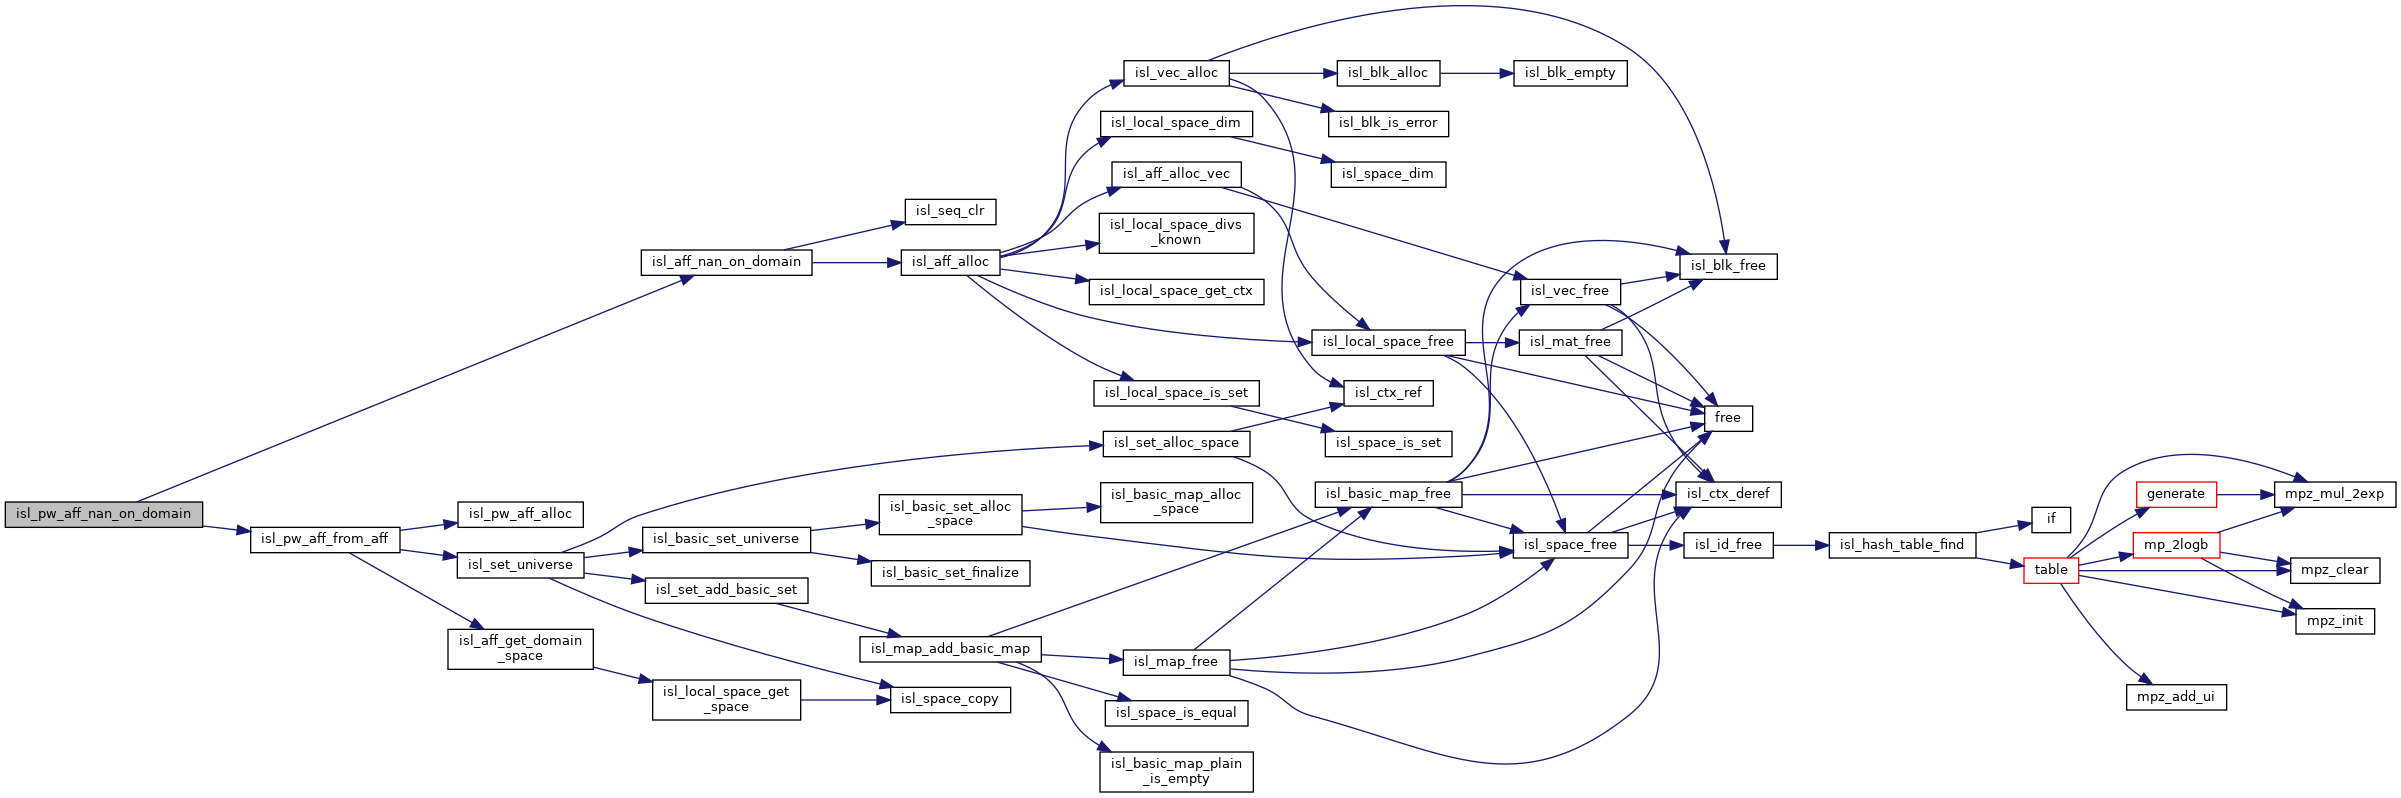 isl_pw_aff_nan_on_domain
isl_aff_nan_on_domain
isl_seq_clr
isl_aff_alloc
isl_vec_alloc
isl_blk_alloc
isl_blk_empty
isl_blk_is_error
isl_local_space_dim
isl_space_dim
isl_aff_alloc_vec
isl_local_space_divs
_known
isl_local_space_get_ctx
isl_local_space_free
isl_local_space_is_set
isl_space_is_set
isl_ctx_ref
isl_blk_free
isl_vec_free
isl_mat_free
free
isl_ctx_deref
isl_space_free
isl_id_free
isl_hash_table_find
if
table
generate
mp_2logb
mpz_mul_2exp
mpz_clear
mpz_init
mpz_add_ui
isl_pw_aff_from_aff
isl_pw_aff_alloc
isl_set_universe
isl_aff_get_domain
_space
isl_local_space_get
_space
isl_space_copy
isl_set_alloc_space
isl_basic_set_universe
isl_basic_set_alloc
_space
isl_basic_map_alloc
_space
isl_basic_set_finalize
isl_set_add_basic_set
isl_map_add_basic_map
isl_basic_map_free
isl_map_free
isl_space_is_equal
isl_basic_map_plain
_is_empty